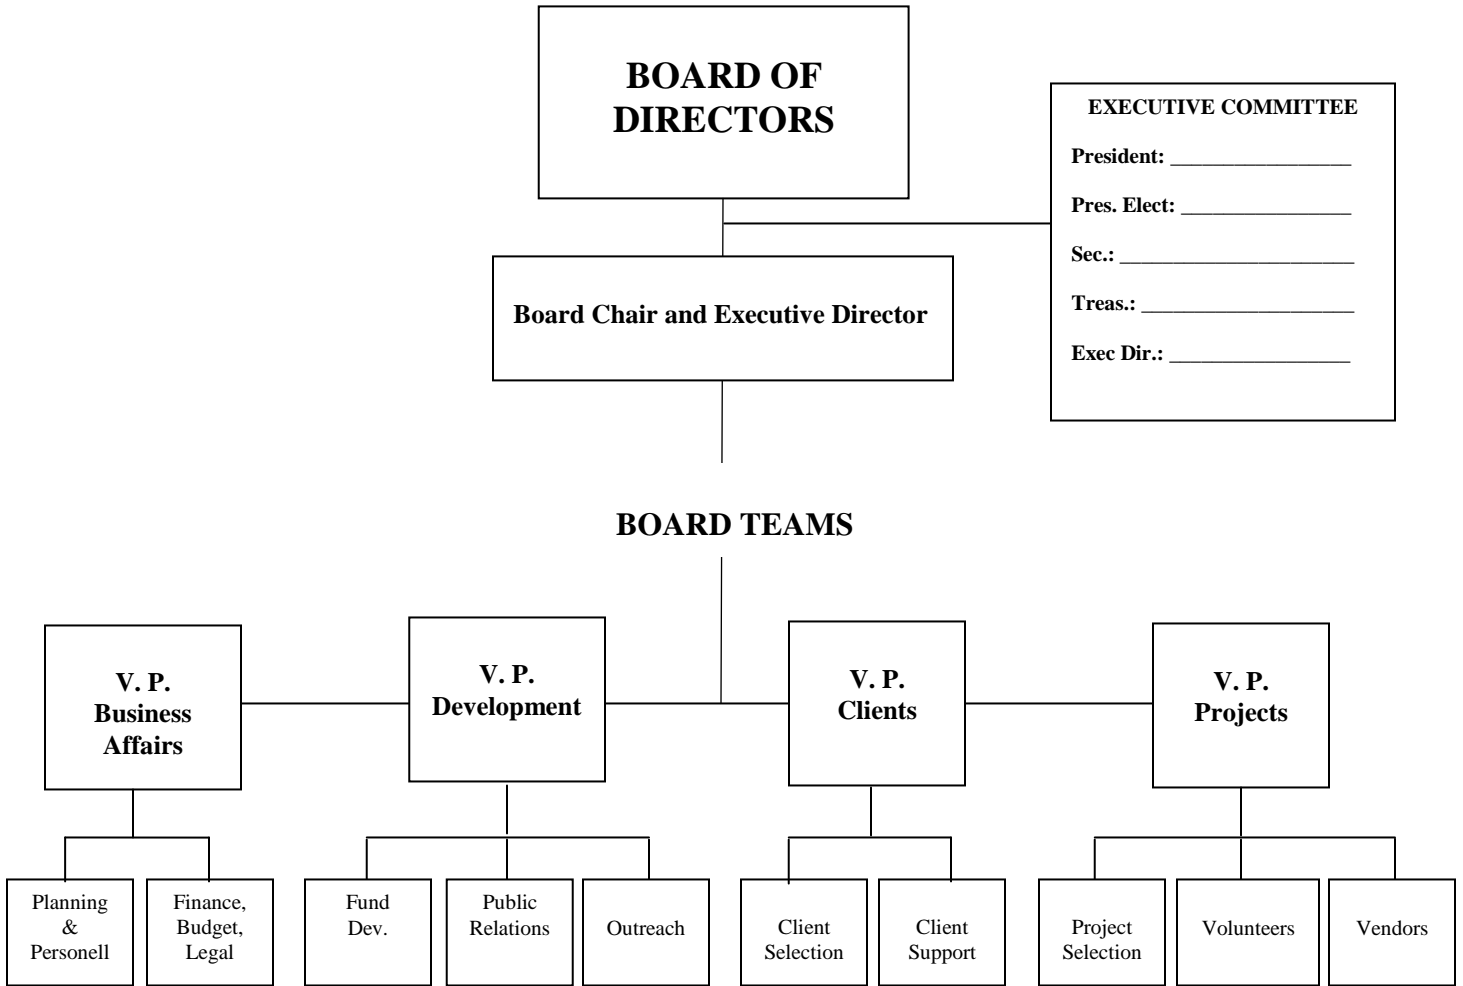 BOARD OF
DIRECTORS
EXECUTIVE COMMITTEE
President: _________________
Pres. Elect: ________________
Sec.: ______________________
Treas.: ____________________
Exec Dir.: _________________
Board Chair and Executive Director
BOARD TEAMS
V. P.
Business
Affairs
V. P.
Development
V. P.
Clients
V. P.
Projects
Planning
&
Personell
Finance,
Budget,
Legal
Fund
Dev.
Public
Relations
Outreach
Client
Selection
Client
Support
Project
Selection
Volunteers
Vendors